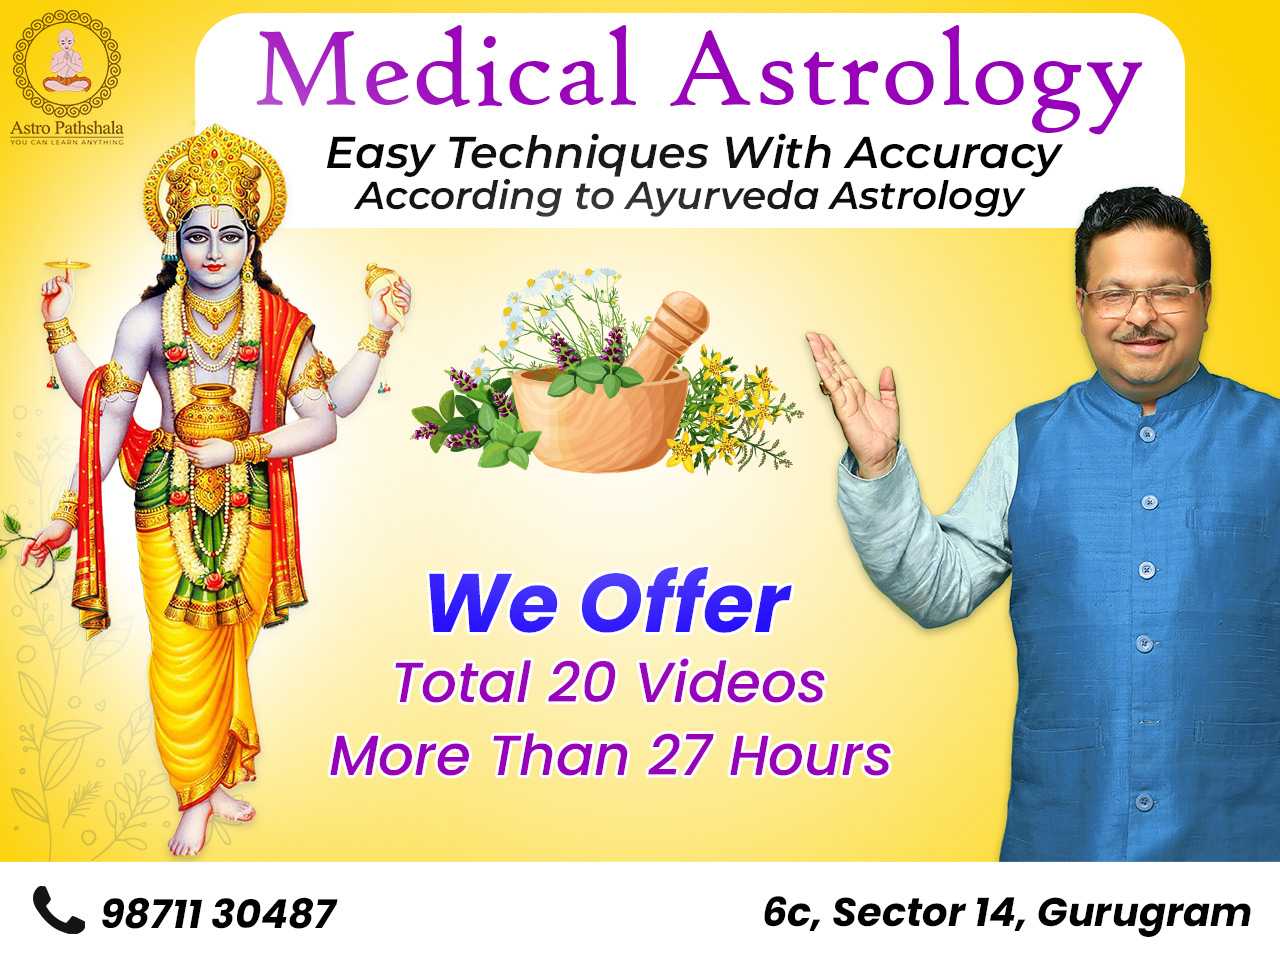 Astro Pathshala
YOU CAN LEARN ANYTHING
Medical Astrology
Easy Techniques With Accuracy
According to Ayurveda Astrology
We Offer
Total 20 Videos
More Than 27 Hours
98711 30487
6c, Sector 14, Gurugram